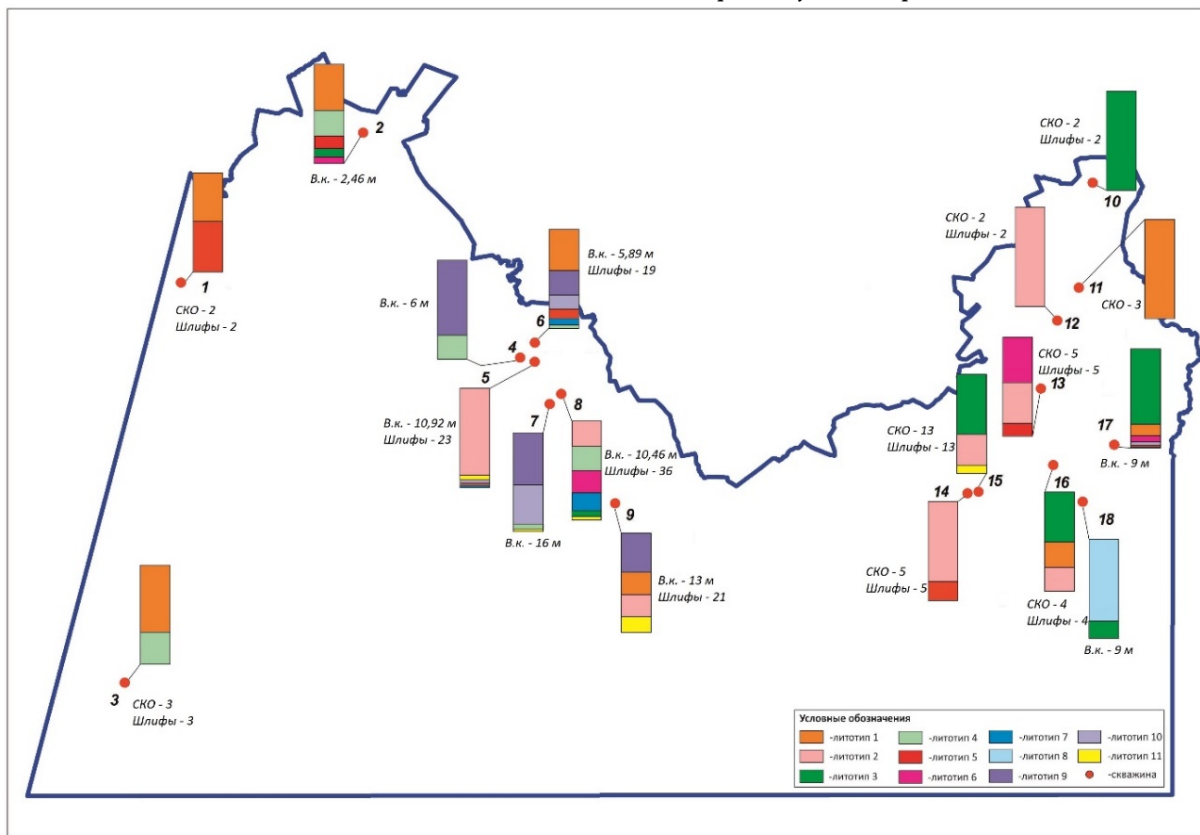 2
В.к. - 2,46 м
1
СКО - 2
Шлифы - 2
3
СКО - 3
Шлифы - 3
В.к. - 6 м
4
В.к. - 5,89 м
Шлифы - 19
6
5
В.к. - 10,92 м
Шлифы - 23
7
В.к. - 16 м
8
В.к. - 10,46 м
Шлифы - 36
9
В.к. - 13 м
Шлифы - 21
СКО - 2
Шлифы - 2
10
СКО - 2
Шлифы - 2
12
11
СКО - 3
СКО - 5
Шлифы - 5
13
СКО - 13
Шлифы - 13
15
14
СКО - 5
Шлифы - 5
16
СКО - 4
Шлифы - 4
17
В.к. - 9 м
18
В.к. - 9 м
Условные обозначения
-литотип 1 -литотип 4 -литотип 7 -литотип 10
-литотип 2 -литотип 5 -литотип 8 -литотип 11
-литотип 3 -литотип 6 -литотип 9 -скважина